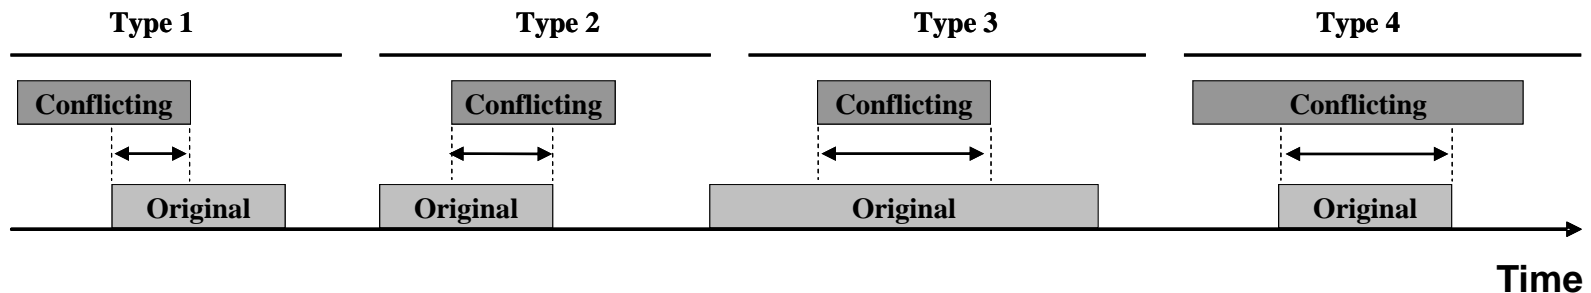 Type 1 Type 2 Type 3 Type 4
Conflicting Conflicting Conflicting Conflicting
Original Original Original Original
Time